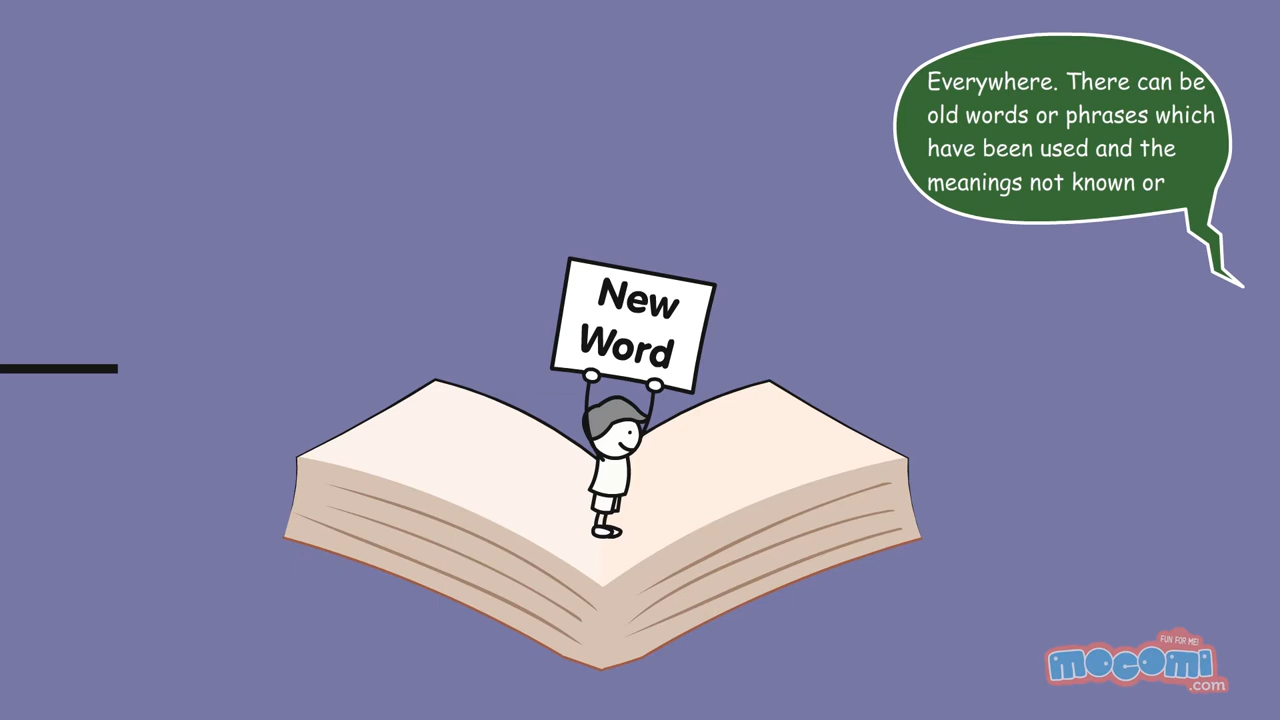 Everywhere. There can be
old words or phrases which
have been used and the
meanings not known or
New
Word
FUN FOR ME!
mocomi
.com